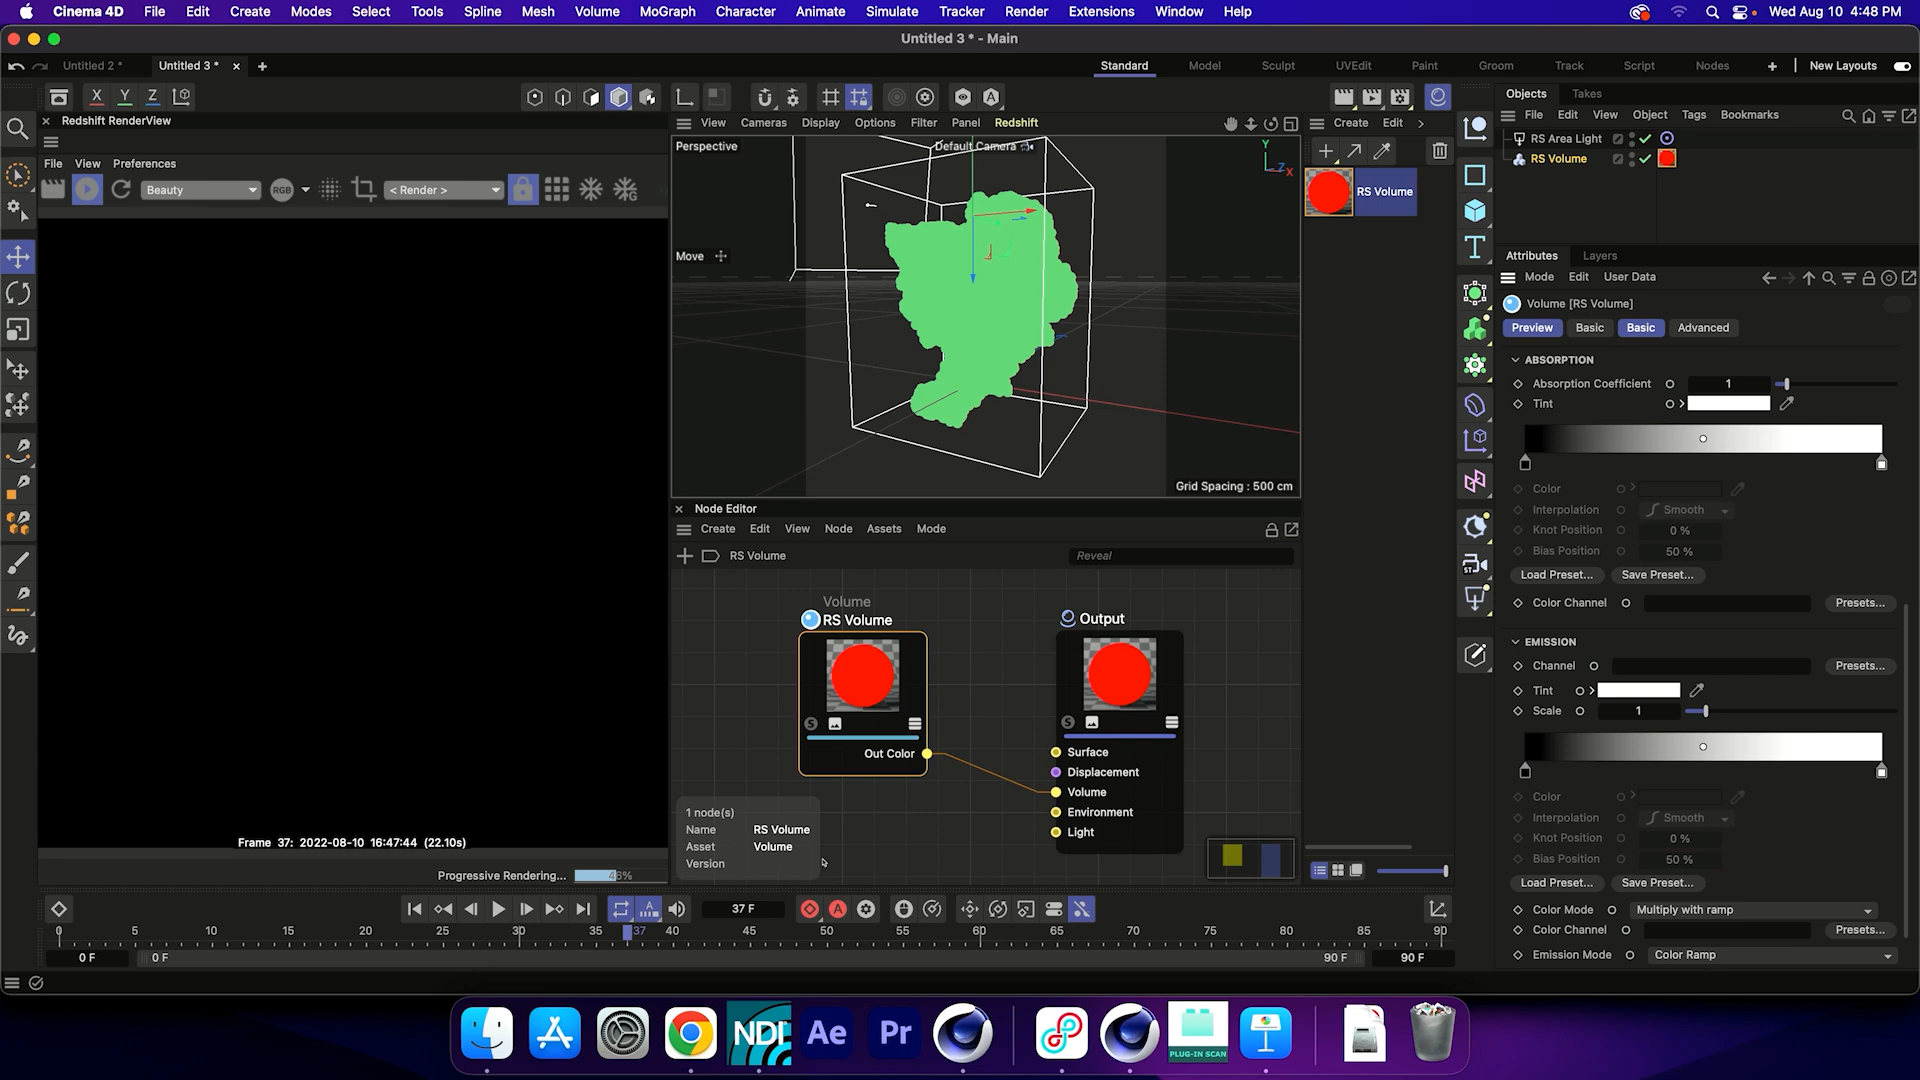 Cinema 4D File Edit Create Modes Select Tools Spline Mesh Volume MoGraph Character Animate Simulate Tracker Render Extensions Window Help Wed Aug 10 4:48 PM
Untitled 3 * - Main
Untitled 2 * Untitled 3 * Standard Model Sculpt UVEdit Paint Groom Track Script Nodes New Layouts
X Y Z
Redshift RenderView
File View Preferences
Beauty RGB < Render >
Frame 37: 2022-08-10 16:47:44 (22.10s)
Progressive Rendering... 46%
View Cameras Display Options Filter Panel Redshift
Perspective Default Camera
Y Z X
Move
Grid Spacing : 500 cm
Node Editor
Create Edit View Node Assets Mode
RS Volume Reveal
Volume
RS Volume
Out Color
Output
Surface
Displacement
Volume
Environment
Light
1 node(s)
Name RS Volume
Asset Volume
Version
Create Edit
RS Volume
Objects Takes
File Edit View Object Tags Bookmarks
RS Area Light
RS Volume
Attributes Layers
Mode Edit User Data
Volume [RS Volume]
Preview Basic Basic Advanced
ABSORPTION
Absorption Coefficient 1
Tint
Color
Interpolation Smooth
Knot Position 0 %
Bias Position 50 %
Load Preset... Save Preset...
Color Channel Presets...
EMISSION
Channel Presets...
Tint
Scale 1
Color
Interpolation Smooth
Knot Position 0 %
Bias Position 50 %
Load Preset... Save Preset...
Color Mode Multiply with ramp
Color Channel Presets...
Emission Mode Color Ramp
37 F
0 5 10 15 20 25 30 35 37 40 45 50 55 60 65 70 75 80 85 90
0 F 0 F 90 F 90 F
NDI Ae Pr PLUG-IN SCAN